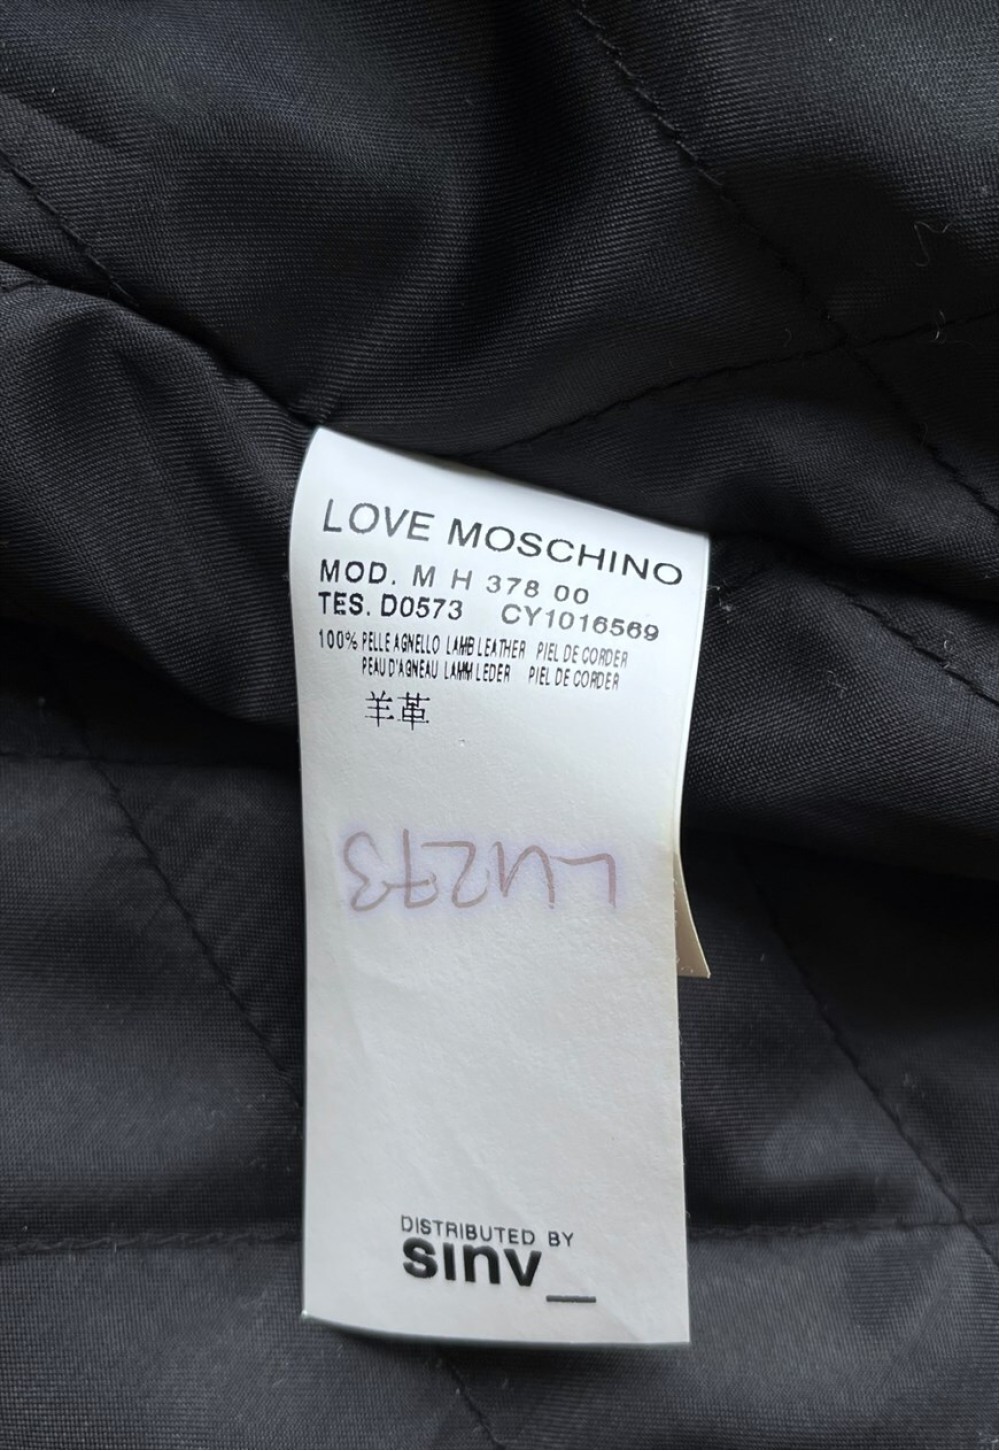 LOVE MOSCHINO
MOD. M H 378 00
TES. D0573 CY1016569
100% PELLE AGNELLO LAMB LEATHER PIEL DE CORDER
PEAU D'AGNEAU LAMM LEDER PIEL DE CORDER
羊革
LU273
DISTRIBUTED BY
sinv_